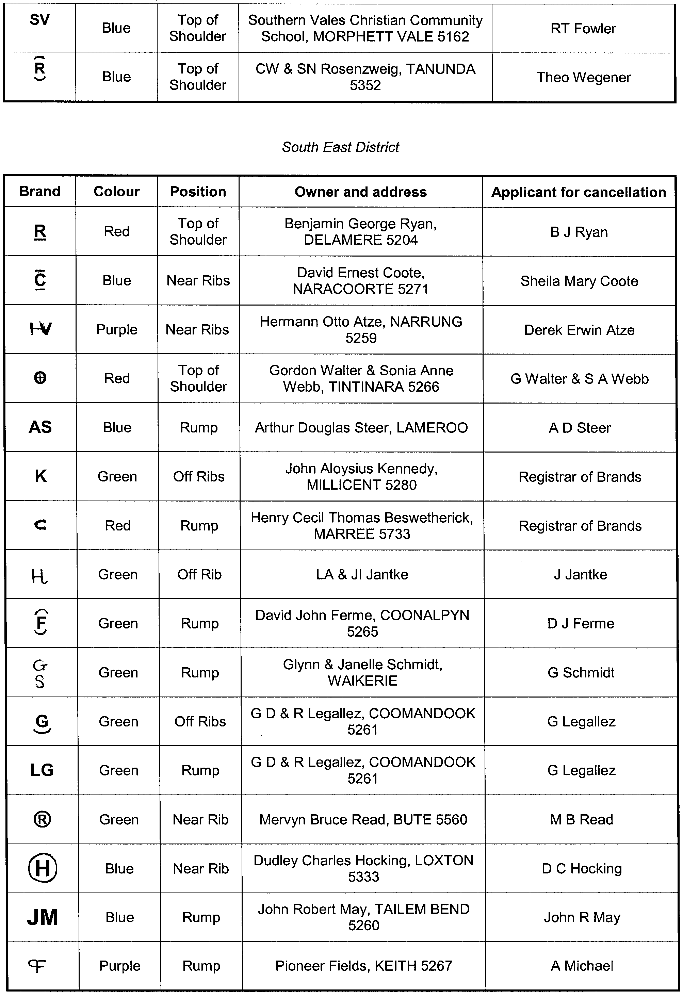 SV Blue Top of Shoulder Southern Vales Christian Community School, MORPHETT VALE 5162 RT Fowler
R Blue Top of Shoulder CW & SN Rosenzweig, TANUNDA 5352 Theo Wegener
South East District
Brand Colour Position Owner and address Applicant for cancellation
R Red Top of Shoulder Benjamin George Ryan, DELAMERE 5204 B J Ryan
C Blue Near Ribs David Ernest Coote, NARACOORTE 5271 Sheila Mary Coote
HV Purple Near Ribs Hermann Otto Atze, NARRUNG 5259 Derek Erwin Atze
Red Top of Shoulder Gordon Walter & Sonia Anne Webb, TINTINARA 5266 G Walter & S A Webb
AS Blue Rump Arthur Douglas Steer, LAMEROO A D Steer
K Green Off Ribs John Aloysius Kennedy, MILLICENT 5280 Registrar of Brands
C Red Rump Henry Cecil Thomas Beswetherick, MARREE 5733 Registrar of Brands
Green Off Rib LA & JI Jantke J Jantke
F Green Rump David John Ferme, COONALPYN 5265 D J Ferme
G S Green Rump Glynn & Janelle Schmidt, WAIKERIE G Schmidt
G Green Off Ribs G D & R Legallez, COOMANDOOK 5261 G Legallez
LG Green Rump G D & R Legallez, COOMANDOOK 5261 G Legallez
® Green Near Rib Mervyn Bruce Read, BUTE 5560 M B Read
H Blue Near Rib Dudley Charles Hocking, LOXTON 5333 D C Hocking
JM Blue Rump John Robert May, TAILEM BEND 5260 John R May
Purple Rump Pioneer Fields, KEITH 5267 A Michael